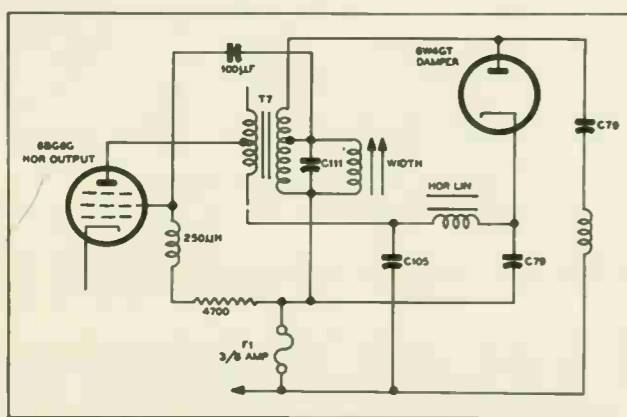 6W4GT
DAMPER
100µµF
T7
C79
6BG6G
HOR OUTPUT
C111
WIDTH
HOR LIN
250µH
C105
C79
4700
F1
3/8 AMP